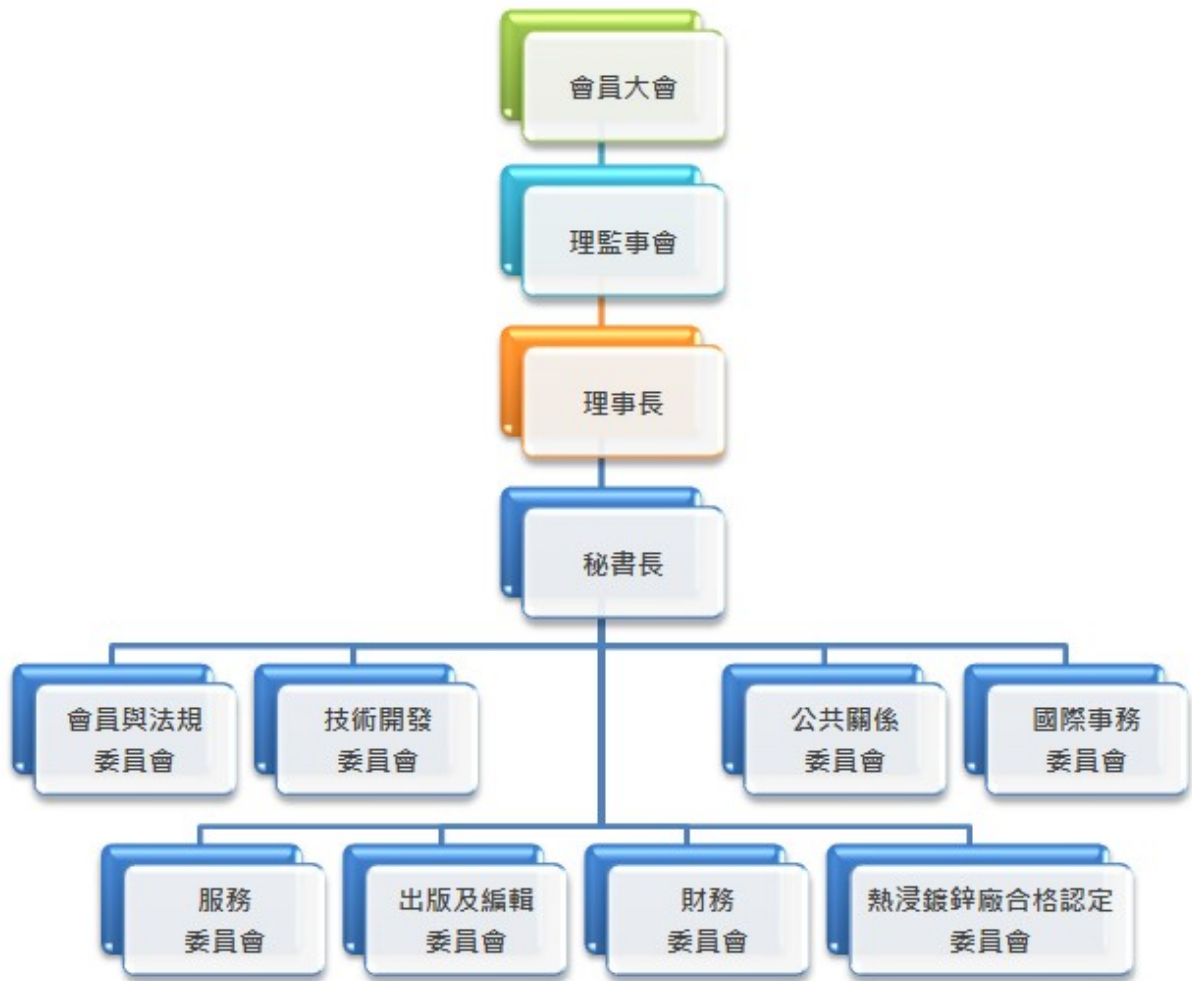 會員大會
理監事會
理事長
秘書長
會員與法規
委員會
技術開發
委員會
公共關係
委員會
國際事務
委員會
服務
委員會
出版及編輯
委員會
財務
委員會
熱浸鍍鋅廠合格認定
委員會